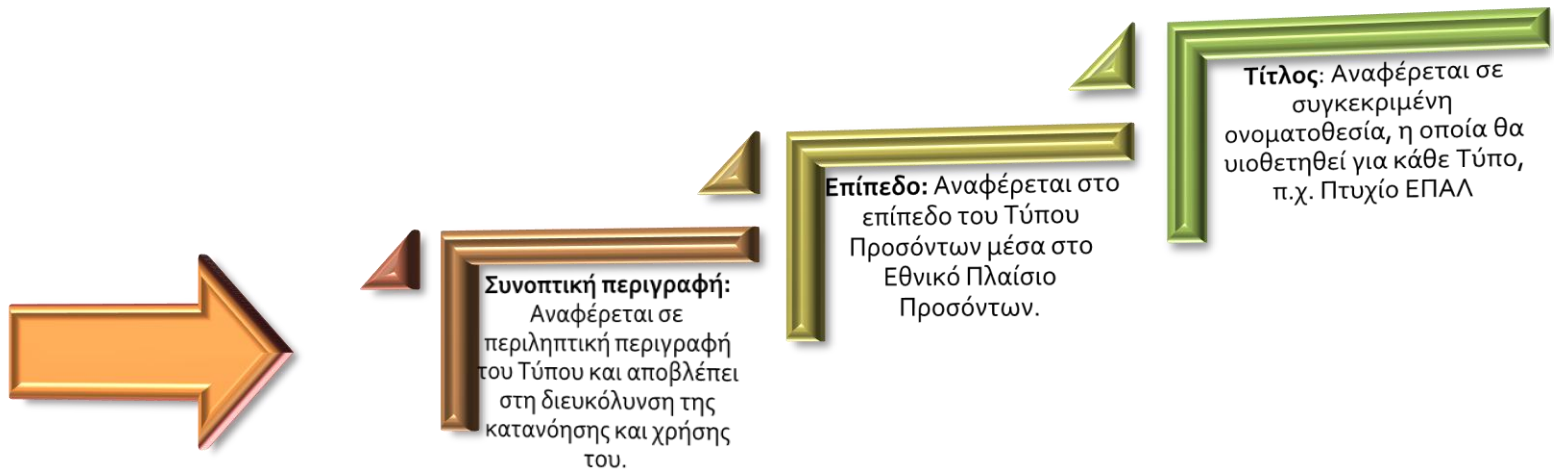 Τίτλος: Αναφέρεται σε
συγκεκριμένη
ονοματοθεσία, η οποία θα
υιοθετηθεί για κάθε Τύπο,
π.χ. Πτυχίο ΕΠΑΛ
Επίπεδο: Αναφέρεται στο
επίπεδο του Τύπου
Προσόντων μέσα στο
Εθνικό Πλαίσιο
Προσόντων.
Συνοπτική περιγραφή:
Αναφέρεται σε
περιληπτική περιγραφή
του Τύπου και αποβλέπει
στη διευκόλυνση της
κατανόησης και χρήσης
του.